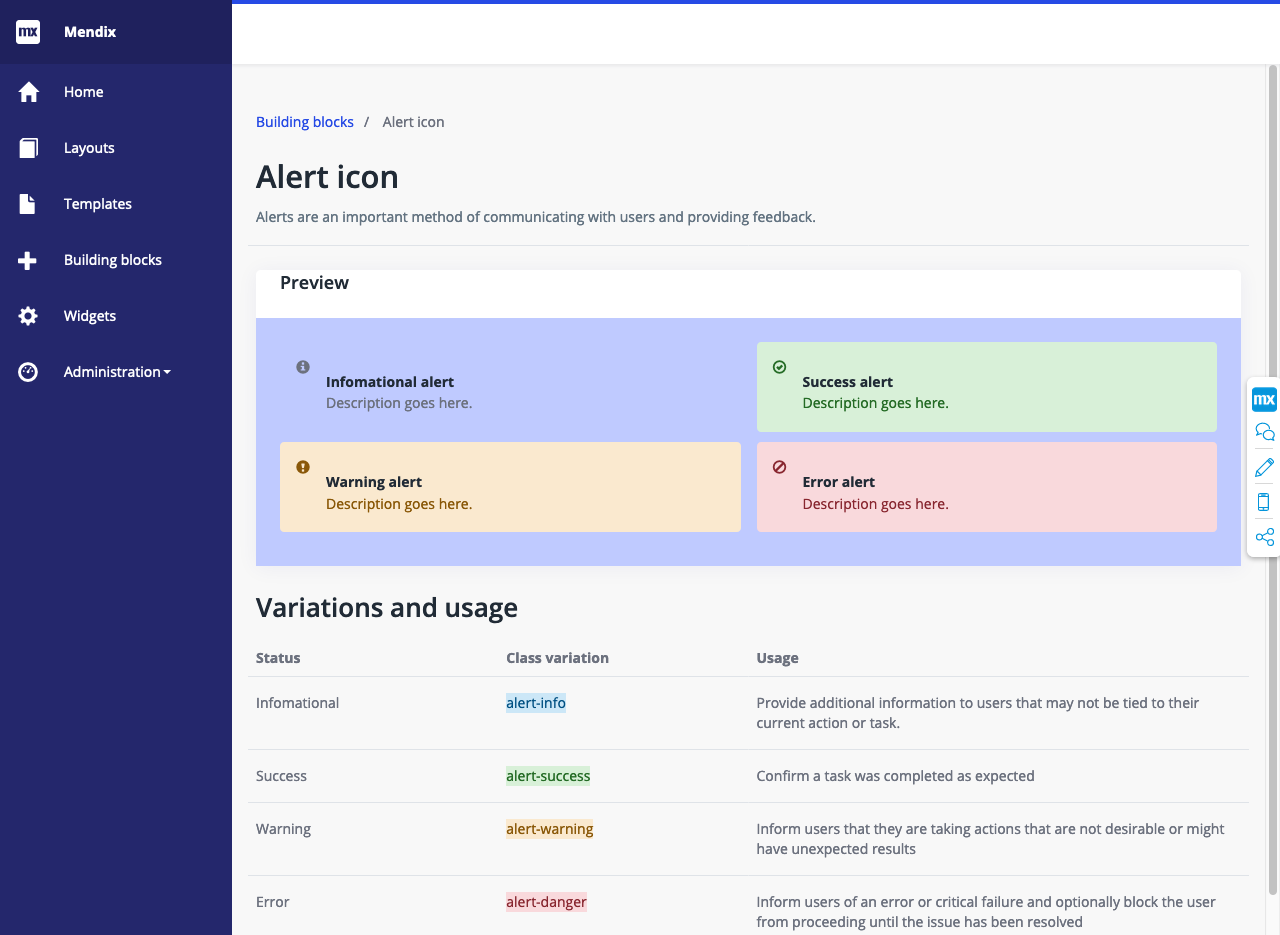 mx Mendix
Home
Layouts
Templates
Building blocks
Widgets
Administration
Building blocks / Alert icon
Alert icon
Alerts are an important method of communicating with users and providing feedback.
Preview
Infomational alert
Description goes here.
Success alert
Description goes here.
Warning alert
Description goes here.
Error alert
Description goes here.
mx
Variations and usage
Status Class variation Usage
Infomational alert-info Provide additional information to users that may not be tied to their
current action or task.
Success alert-success Confirm a task was completed as expected
Warning alert-warning Inform users that they are taking actions that are not desirable or might
have unexpected results
Error alert-danger Inform users of an error or critical failure and optionally block the user
from proceeding until the issue has been resolved